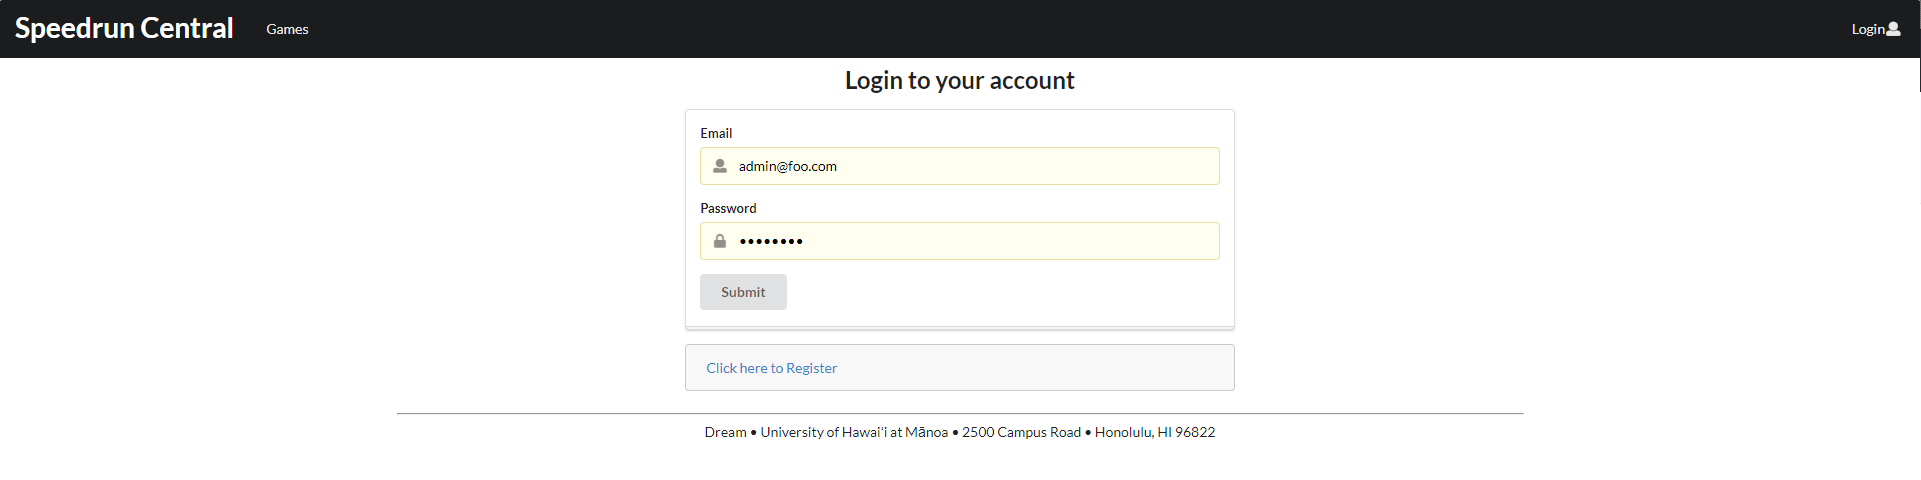 Speedrun Central Games Login
Login to your account
Email
admin@foo.com
Password
••••••••
Submit
Click here to Register
Dream • University of Hawaiʻi at Mānoa • 2500 Campus Road • Honolulu, HI 96822